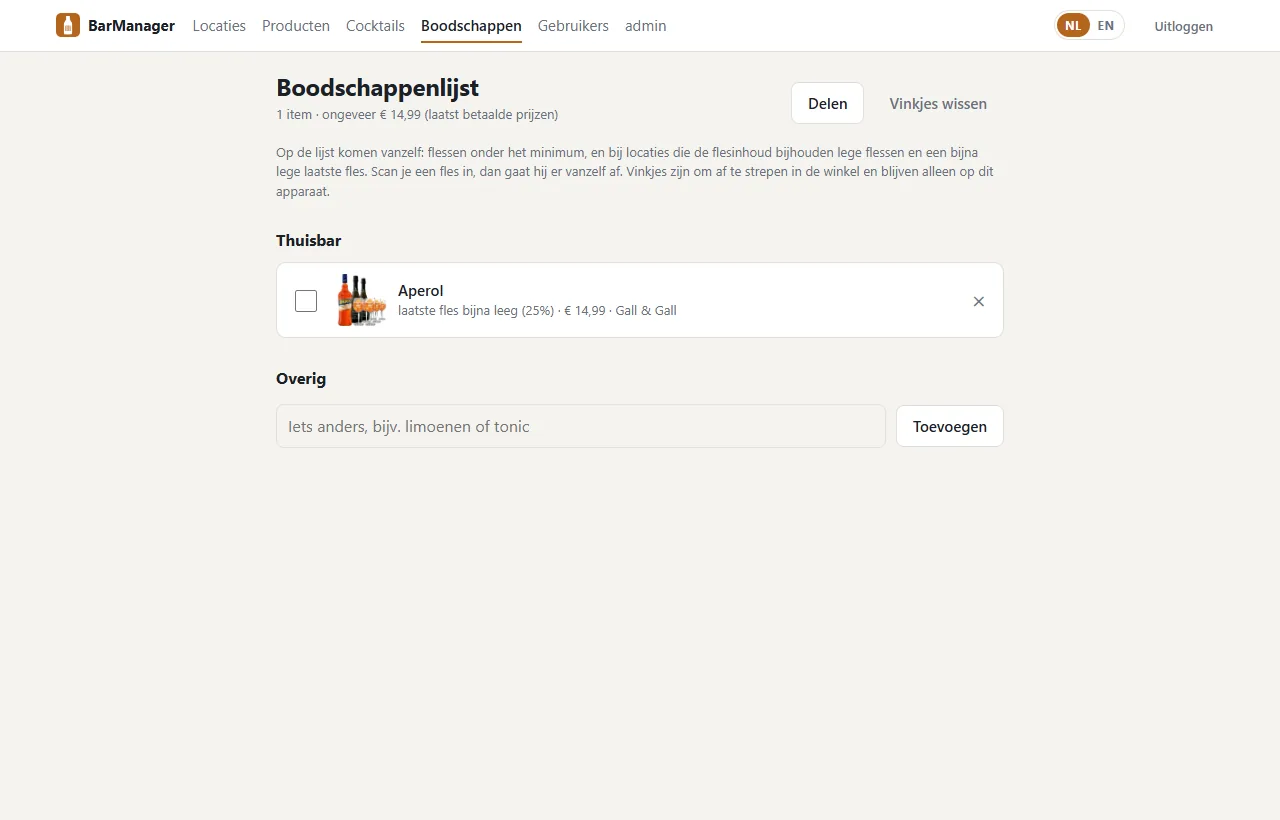 BarManager Locaties Producten Cocktails Boodschappen Gebruikers admin NL EN Uitloggen
Boodschappenlijst
1 item · ongeveer € 14,99 (laatst betaalde prijzen)
Delen Vinkjes wissen
Op de lijst komen vanzelf: flessen onder het minimum, en bij locaties die de flesinhoud bijhouden lege flessen en een bijna
lege laatste fles. Scan je een fles in, dan gaat hij er vanzelf af. Vinkjes zijn om af te strepen in de winkel en blijven alleen op dit
apparaat.
Thuisbar
Aperol
laatste fles bijna leeg (25%) · € 14,99 · Gall & Gall
Overig
Iets anders, bijv. limoenen of tonic
Toevoegen